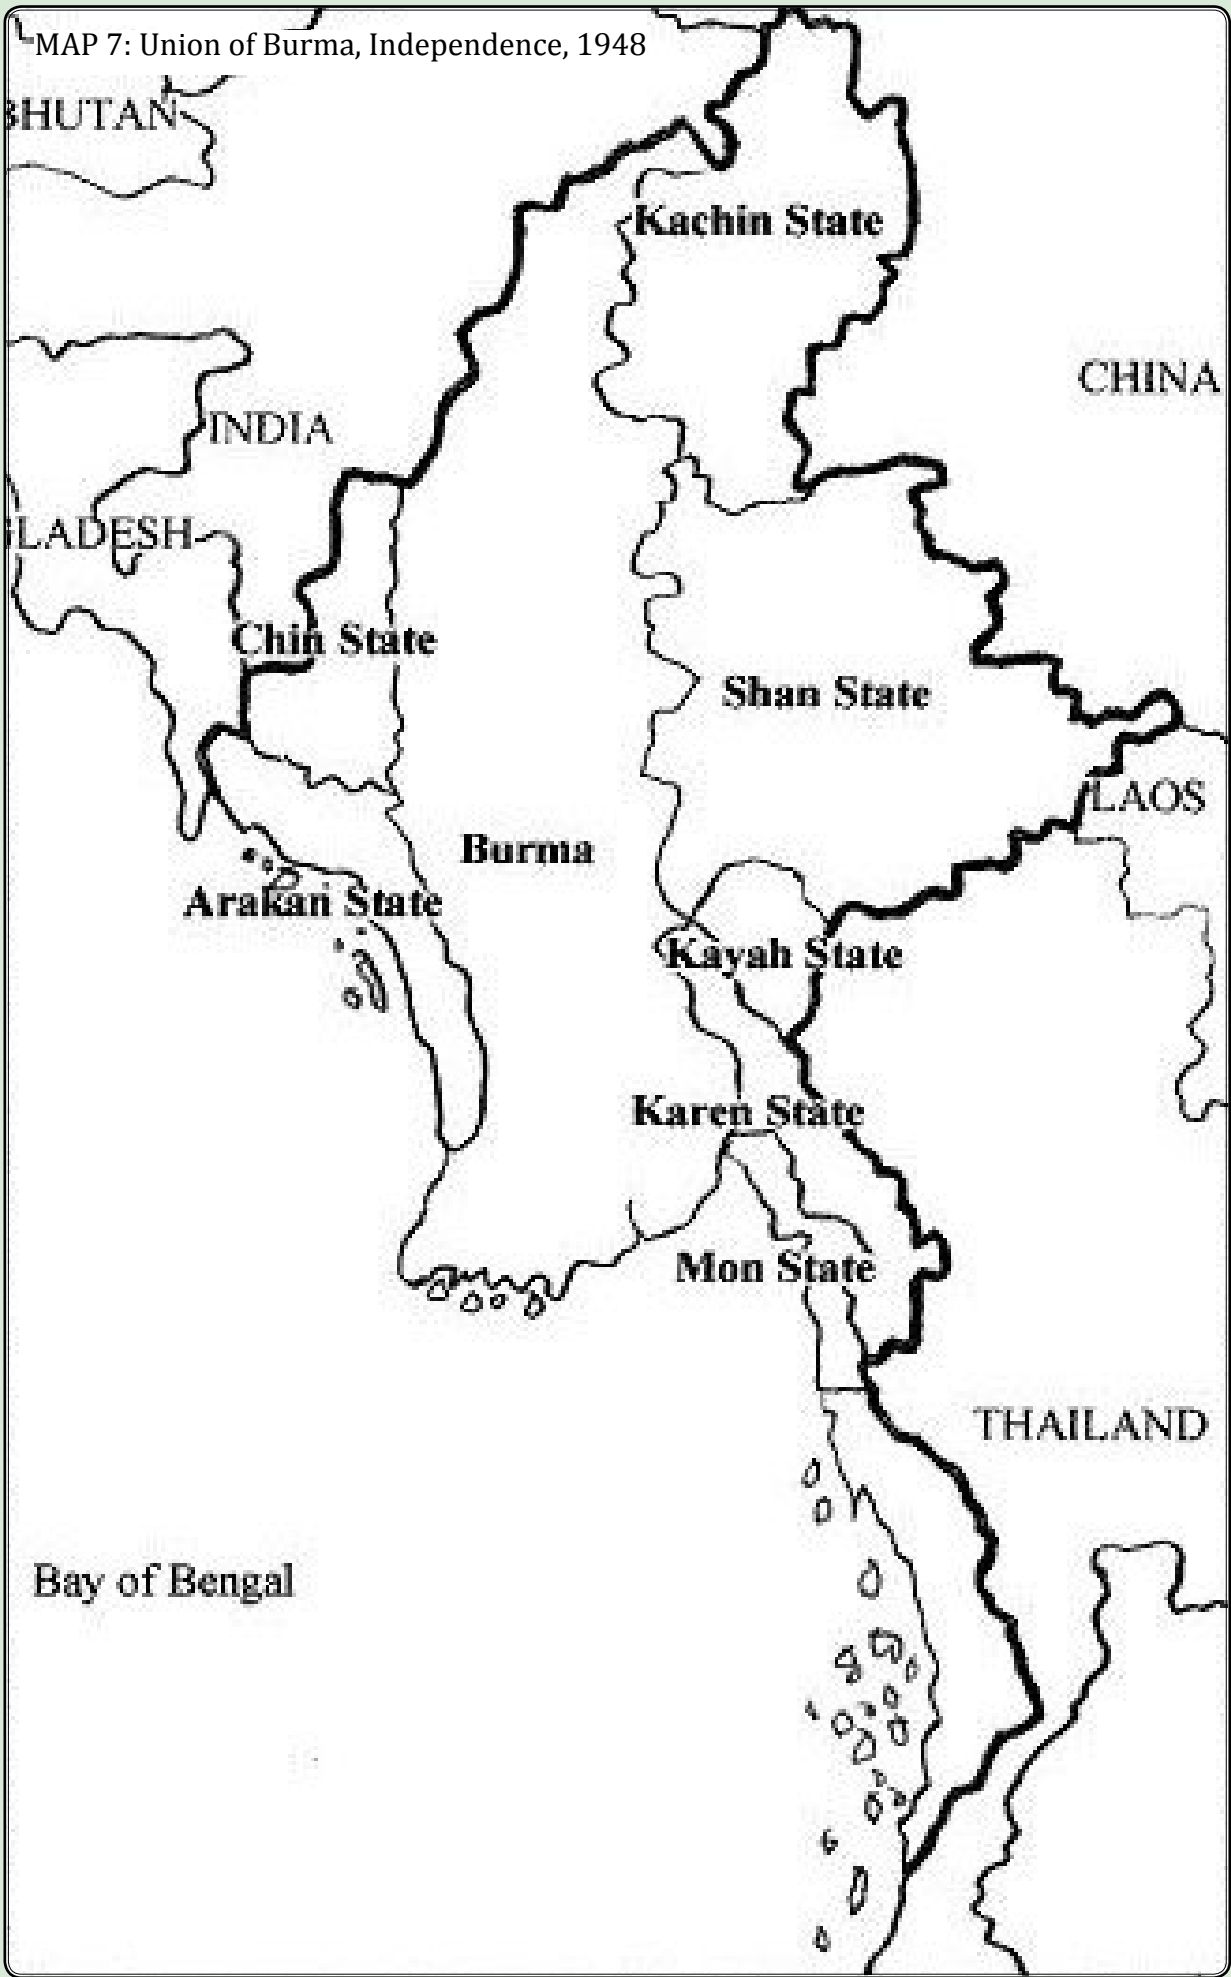 MAP 7: Union of Burma, Independence, 1948
BHUTAN
Kachin State
CHINA
INDIA
GLADESH
Chin State
Shan State
LAOS
Burma
Arakan State
Kayah State
Karen State
Mon State
THAILAND
Bay of Bengal